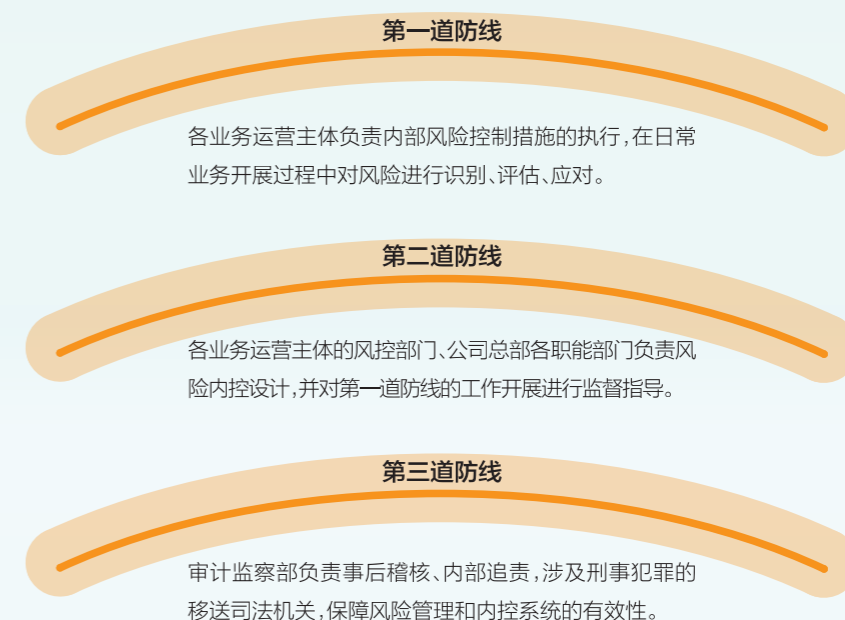 第一道防线
各业务运营主体负责内部风险控制措施的执行,在日常
业务开展过程中对风险进行识别、评估、应对。
第二道防线
各业务运营主体的风控部门、公司总部各职能部门负责风
险内控设计,并对第一道防线的工作开展进行监督指导。
第三道防线
审计监察部负责事后稽核、内部追责,涉及刑事犯罪的
移送司法机关,保障风险管理和内控系统的有效性。